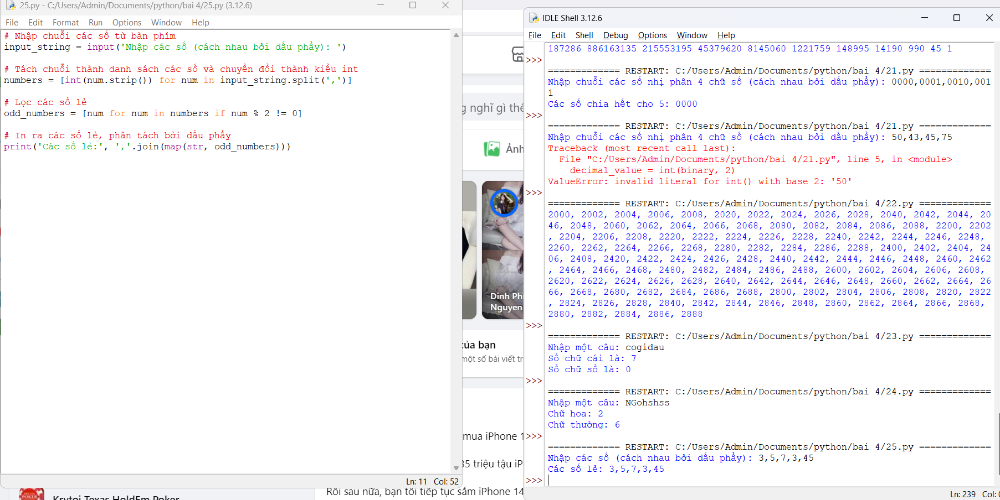 25.py - C:/Users/Admin/Documents/python/bai 4/25.py (3.12.6)
File Edit Format Run Options Window Help
# Nhập chuỗi các số từ bàn phím
input_string = input('Nhập các số (cách nhau bởi dấu phẩy): ')
# Tách chuỗi thành danh sách các số và chuyển đổi thành kiểu int
numbers = [int(num.strip()) for num in input_string.split(',')]
# Lọc các số lẻ
odd_numbers = [num for num in numbers if num % 2 != 0]
# In ra các số lẻ, phân tách bởi dấu phẩy
print('Các số lẻ:', ','.join(map(str, odd_numbers)))
Ln: 11 Col: 52
nghĩ gì thế
Ảnh
Dinh Ph
Nguyen
của bạn
một số bài viết tr
mua iPhone 1
35 triệu tậu iP
Rồi sau nữa, bạn tôi tiếp tục sắm iPhone 14
Krytoi Texas HoldEm Poker
IDLE Shell 3.12.6
File Edit Shell Debug Options Window Help
187286 886163135 215553195 45379620 8145060 1221759 148995 14190 990 45 1
>>>
============= RESTART: C:/Users/Admin/Documents/python/bai 4/21.py =============
Nhập chuỗi các số nhị phân 4 chữ số (cách nhau bởi dấu phẩy): 0000,0001,0010,001
1
Các số chia hết cho 5: 0000
>>>
============= RESTART: C:/Users/Admin/Documents/python/bai 4/21.py =============
Nhập chuỗi các số nhị phân 4 chữ số (cách nhau bởi dấu phẩy): 50,43,45,75
Traceback (most recent call last):
File "C:/Users/Admin/Documents/python/bai 4/21.py", line 5, in <module>
decimal_value = int(binary, 2)
ValueError: invalid literal for int() with base 2: '50'
>>>
============= RESTART: C:/Users/Admin/Documents/python/bai 4/22.py =============
2000, 2002, 2004, 2006, 2008, 2020, 2022, 2024, 2026, 2028, 2040, 2042, 2044, 20
46, 2048, 2060, 2062, 2064, 2066, 2068, 2080, 2082, 2084, 2086, 2088, 2200, 2202
, 2204, 2206, 2208, 2220, 2222, 2224, 2226, 2228, 2240, 2242, 2244, 2246, 2248,
2260, 2262, 2264, 2266, 2268, 2280, 2282, 2284, 2286, 2288, 2400, 2402, 2404, 24
06, 2408, 2420, 2422, 2424, 2426, 2428, 2440, 2442, 2444, 2446, 2448, 2460, 2462
, 2464, 2466, 2468, 2480, 2482, 2484, 2486, 2488, 2600, 2602, 2604, 2606, 2608,
2620, 2622, 2624, 2626, 2628, 2640, 2642, 2644, 2646, 2648, 2660, 2662, 2664, 26
66, 2668, 2680, 2682, 2684, 2686, 2688, 2800, 2802, 2804, 2806, 2808, 2820, 2822
, 2824, 2826, 2828, 2840, 2842, 2844, 2846, 2848, 2860, 2862, 2864, 2866, 2868,
2880, 2882, 2884, 2886, 2888
>>>
============= RESTART: C:/Users/Admin/Documents/python/bai 4/23.py =============
Nhập một câu: cogidau
Số chữ cái là: 7
Số chữ số là: 0
>>>
============= RESTART: C:/Users/Admin/Documents/python/bai 4/24.py =============
Nhập một câu: NGohshss
Chữ hoa: 2
Chữ thường: 6
>>>
============= RESTART: C:/Users/Admin/Documents/python/bai 4/25.py =============
Nhập các số (cách nhau bởi dấu phẩy): 3,5,7,3,45
Các số lẻ: 3,5,7,3,45
>>>
Ln: 239 Col: